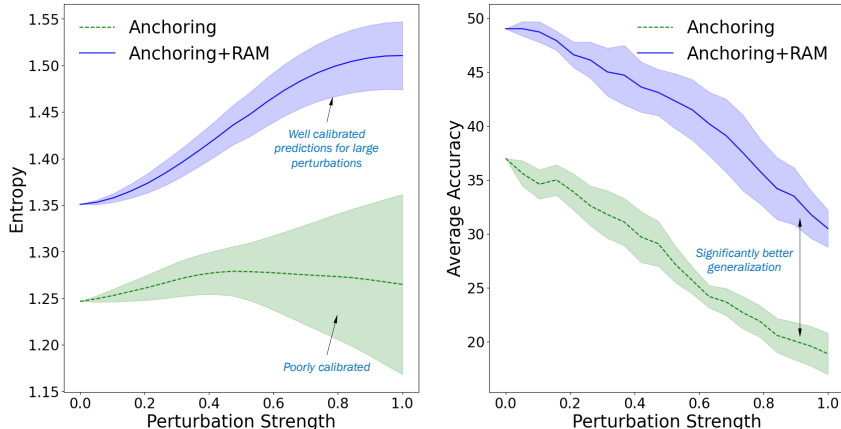 1.55
1.50
1.45
1.40
1.35
1.30
1.25
1.20
1.15
Entropy
Anchoring
Anchoring+RAM
Well calibrated
predictions for large
perturbations
Poorly calibrated
0.0 0.2 0.4 0.6 0.8 1.0
Perturbation Strength
50
45
40
35
30
25
20
Average Accuracy
Anchoring
Anchoring+RAM
Significantly better
generalization
0.0 0.2 0.4 0.6 0.8 1.0
Perturbation Strength